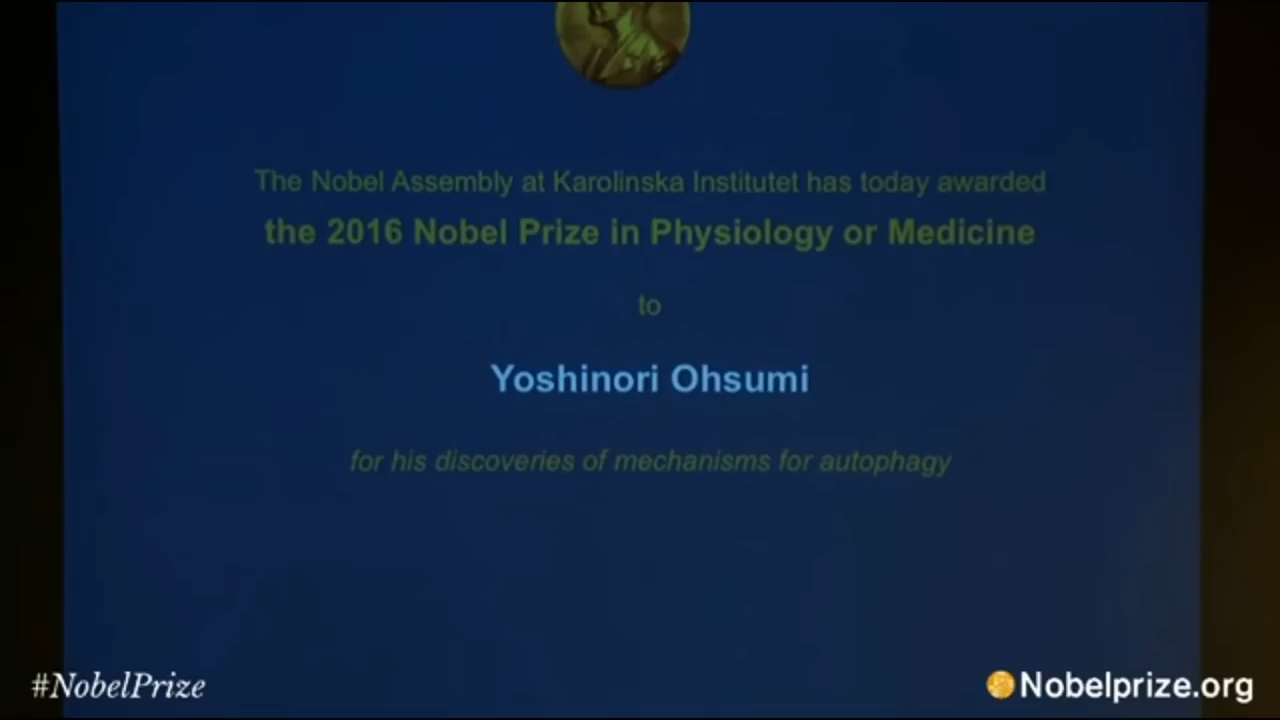 The Nobel Assembly at Karolinska Institutet has today awarded
the 2016 Nobel Prize in Physiology or Medicine
to
Yoshinori Ohsumi
for his discoveries of mechanisms for autophagy
#NobelPrize
Nobelprize.org